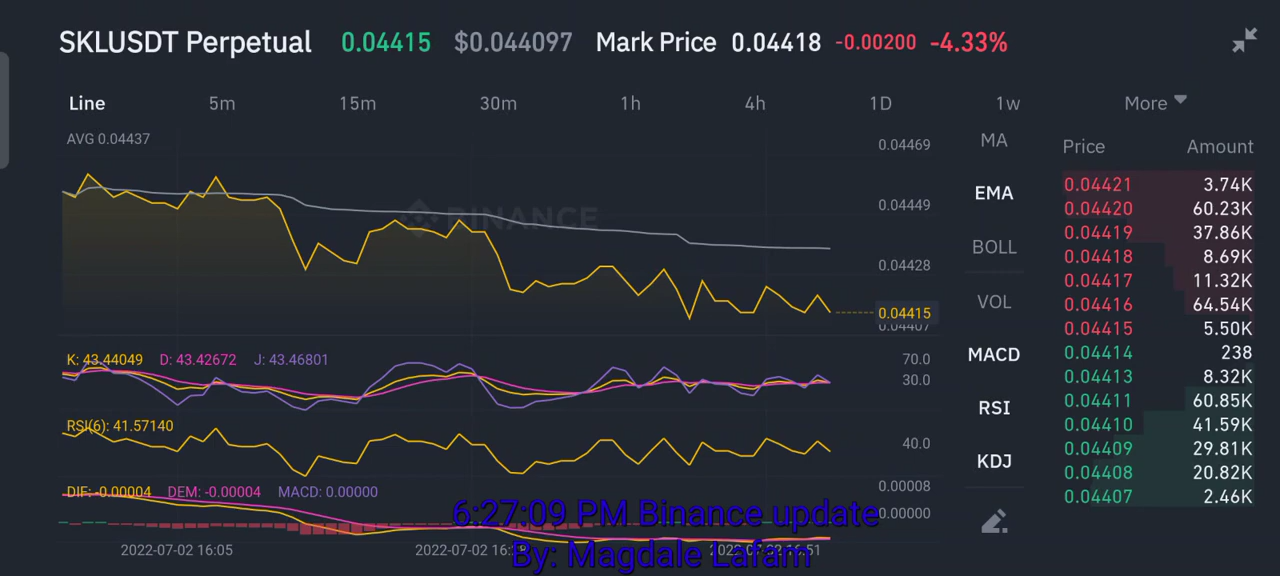 SKLUSDT Perpetual 0.04415 $0.044097 Mark Price 0.04418 -0.00200 -4.33%
Line 5m 15m 30m 1h 4h 1D 1w More
AVG 0.04437
0.04469
0.04449
0.04428
0.04415
0.04407
BINANCE
K: 43.44049 D: 43.42672 J: 43.46801
70.0
30.0
RSI(6): 41.57140
40.0
DIF: -0.00004 DEM: -0.00004 MACD: 0.00000
0.00008
0.00000
2022-07-02 16:05
MA
EMA
BOLL
VOL
MACD
RSI
KDJ
Price Amount
0.04421 3.74K
0.04420 60.23K
0.04419 37.86K
0.04418 8.69K
0.04417 11.32K
0.04416 64.54K
0.04415 5.50K
0.04414 238
0.04413 8.32K
0.04411 60.85K
0.04410 41.59K
0.04409 29.81K
0.04408 20.82K
0.04407 2.46K
6:27:09 PM Binance update
By: Magdale Lafam